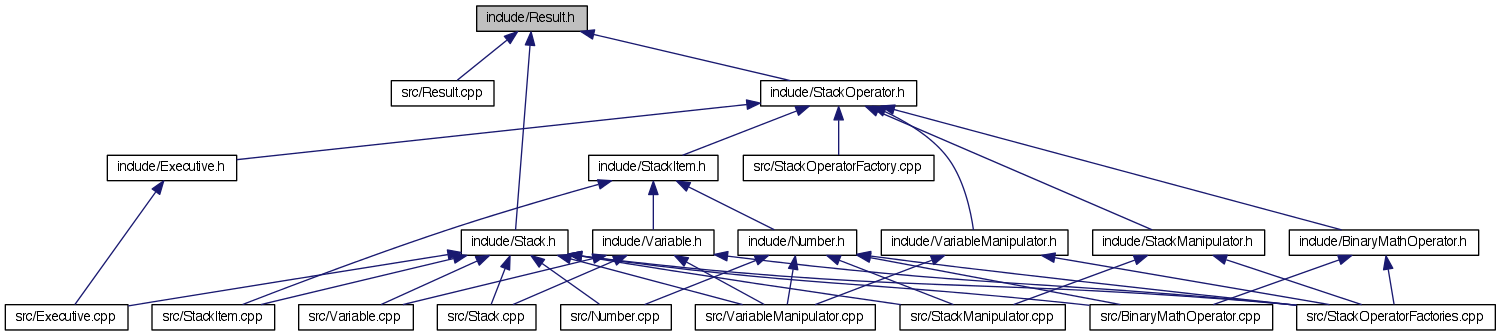 include/Result.h
src/Result.cpp
include/StackOperator.h
include/Executive.h
include/StackItem.h
src/StackOperatorFactory.cpp
include/Stack.h
include/Variable.h
include/Number.h
include/VariableManipulator.h
include/StackManipulator.h
include/BinaryMathOperator.h
src/Executive.cpp
src/StackItem.cpp
src/Variable.cpp
src/Stack.cpp
src/Number.cpp
src/VariableManipulator.cpp
src/StackManipulator.cpp
src/BinaryMathOperator.cpp
src/StackOperatorFactories.cpp